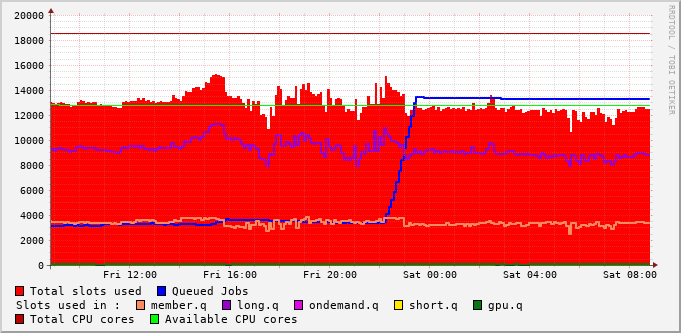 RRDTOOL / TOBI OETIKER
20000
18000
16000
14000
12000
10000
8000
6000
4000
2000
0
Fri 12:00 Fri 16:00 Fri 20:00 Sat 00:00 Sat 04:00 Sat 08:00
Total slots used Queued Jobs
Slots used in : member.q long.q ondemand.q short.q gpu.q
Total CPU cores Available CPU cores